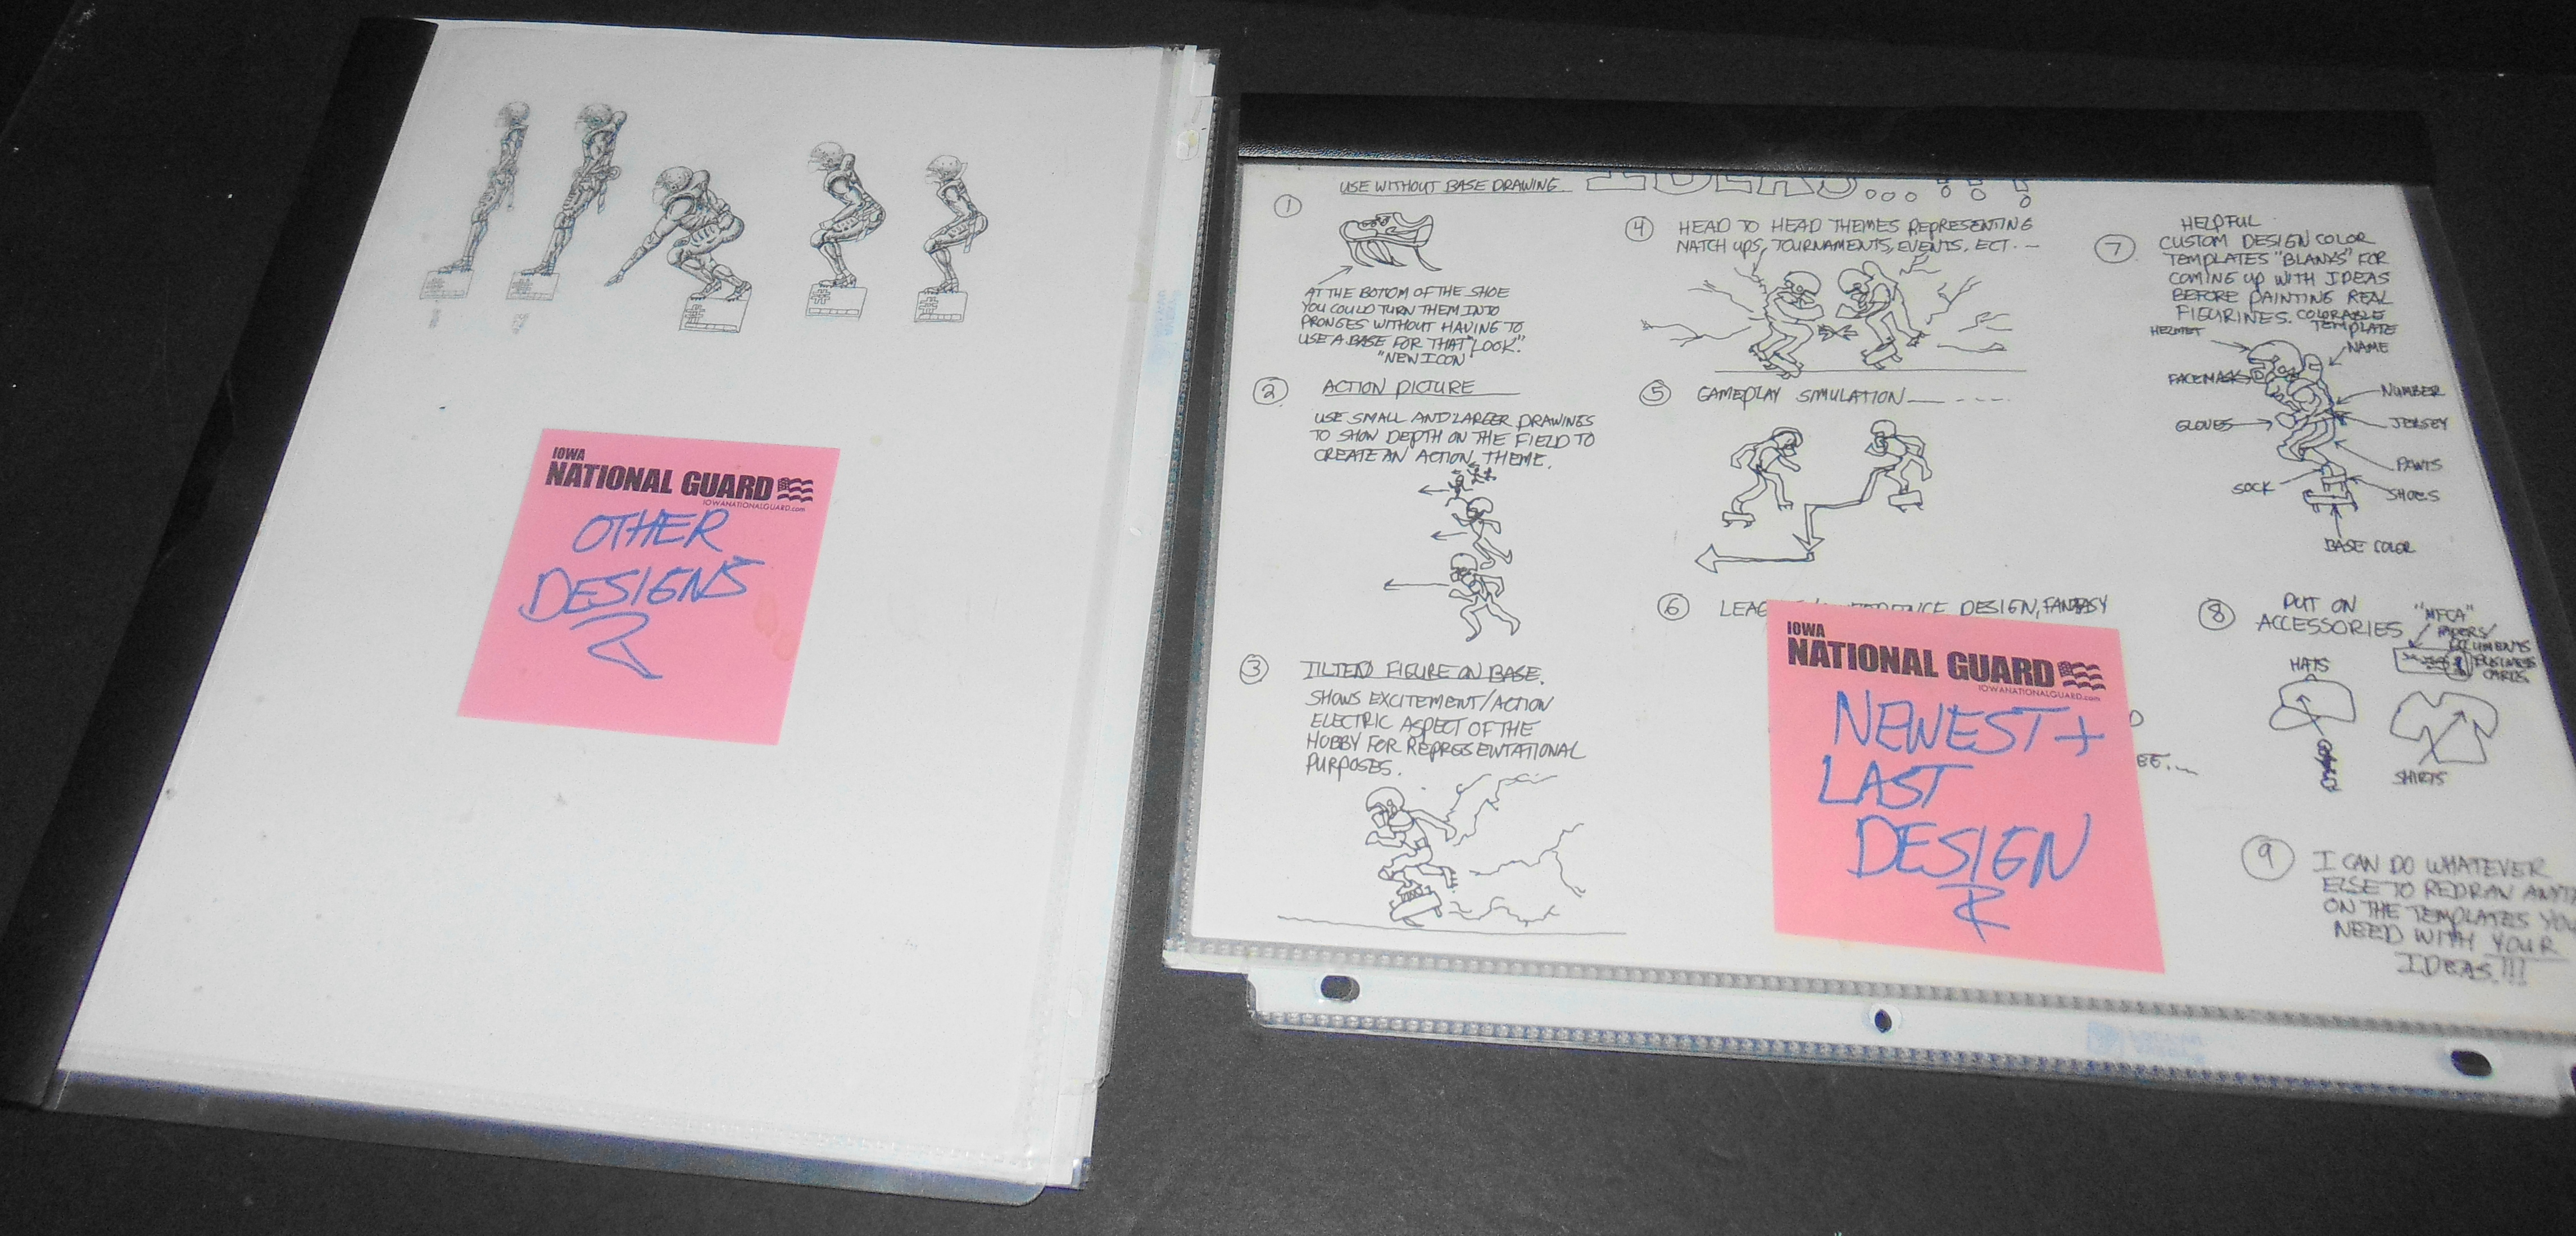 IOWA
NATIONAL GUARD
IOWANATIONALGUARD.com
OTHER
DESIGNS
IDEAS...!!!
1
USE WITHOUT BASE DRAWING
AT THE BOTTOM OF THE SHOE
YOU COULD TURN THEM INTO
PRONGES WITHOUT HAVING TO
USE A BASE FOR THAT "LOOK".
"NEW ICON"
2
ACTION PICTURE
USE SMALL AND LARGER DRAWINGS
TO SHOW DEPTH ON THE FIELD TO
CREATE AN ACTION, THEME.
3
TILTED FIGURE ON BASE.
SHOWS EXCITEMENT/ACTION
ELECTRIC ASPECT OF THE
HOBBY FOR REPRESENTATIONAL
PURPOSES.
4
HEAD TO HEAD THEMES REPRESENTING
MATCH UPS, TOURNAMENTS, EVENTS, ECT...
5
GAMEPLAY SIMULATION
6
DESIGN, FANTASY
IOWA
NATIONAL GUARD
IOWANATIONALGUARD.com
NEWEST +
LAST
DESIGN
7
HELPFUL
CUSTOM DESIGN COLOR
TEMPLATES "BLANKS" FOR
COMING UP WITH IDEAS
BEFORE PAINTING REAL
FIGURINES. COLORABLE
TEMPLATE
HELMET
NAME
FACEMASK
NUMBER
GLOVES
JERSEY
PANTS
SOCK
SHOES
BASE COLOR
8
PUT ON
ACCESSORIES
"MFCA"
PAPERS/
DOCUMENTS
BUSINESS
CARDS
HATS
SHIRTS
9
I CAN DO WHATEVER
ELSE TO REDRAW
ON THE TEMPLATES YOU
NEED WITH YOUR
IDEAS!!!